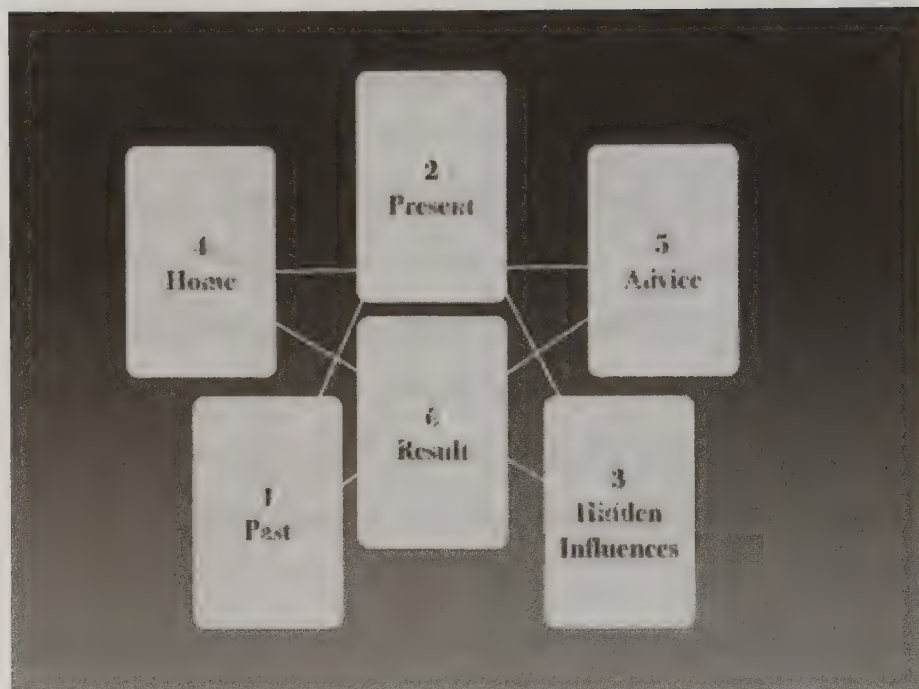 2
Present
4
Home
5
Advice
6
Result
1
Past
3
Hidden
Influences